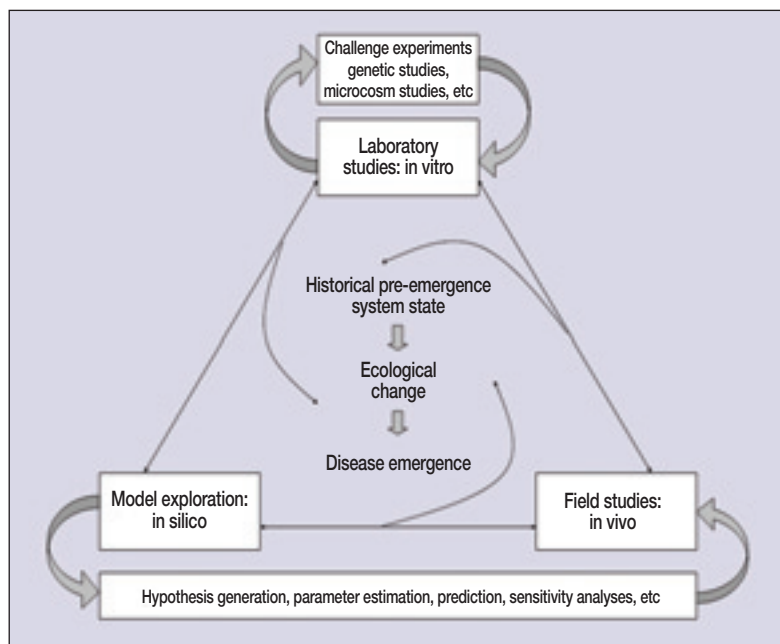 Challenge experiments
genetic studies,
microcosm studies, etc
Laboratory
studies: in vitro
Historical pre-emergence
system state
Ecological
change
Disease emergence
Model exploration:
in silico
Field studies:
in vivo
Hypothesis generation, parameter estimation, prediction, sensitivity analyses, etc